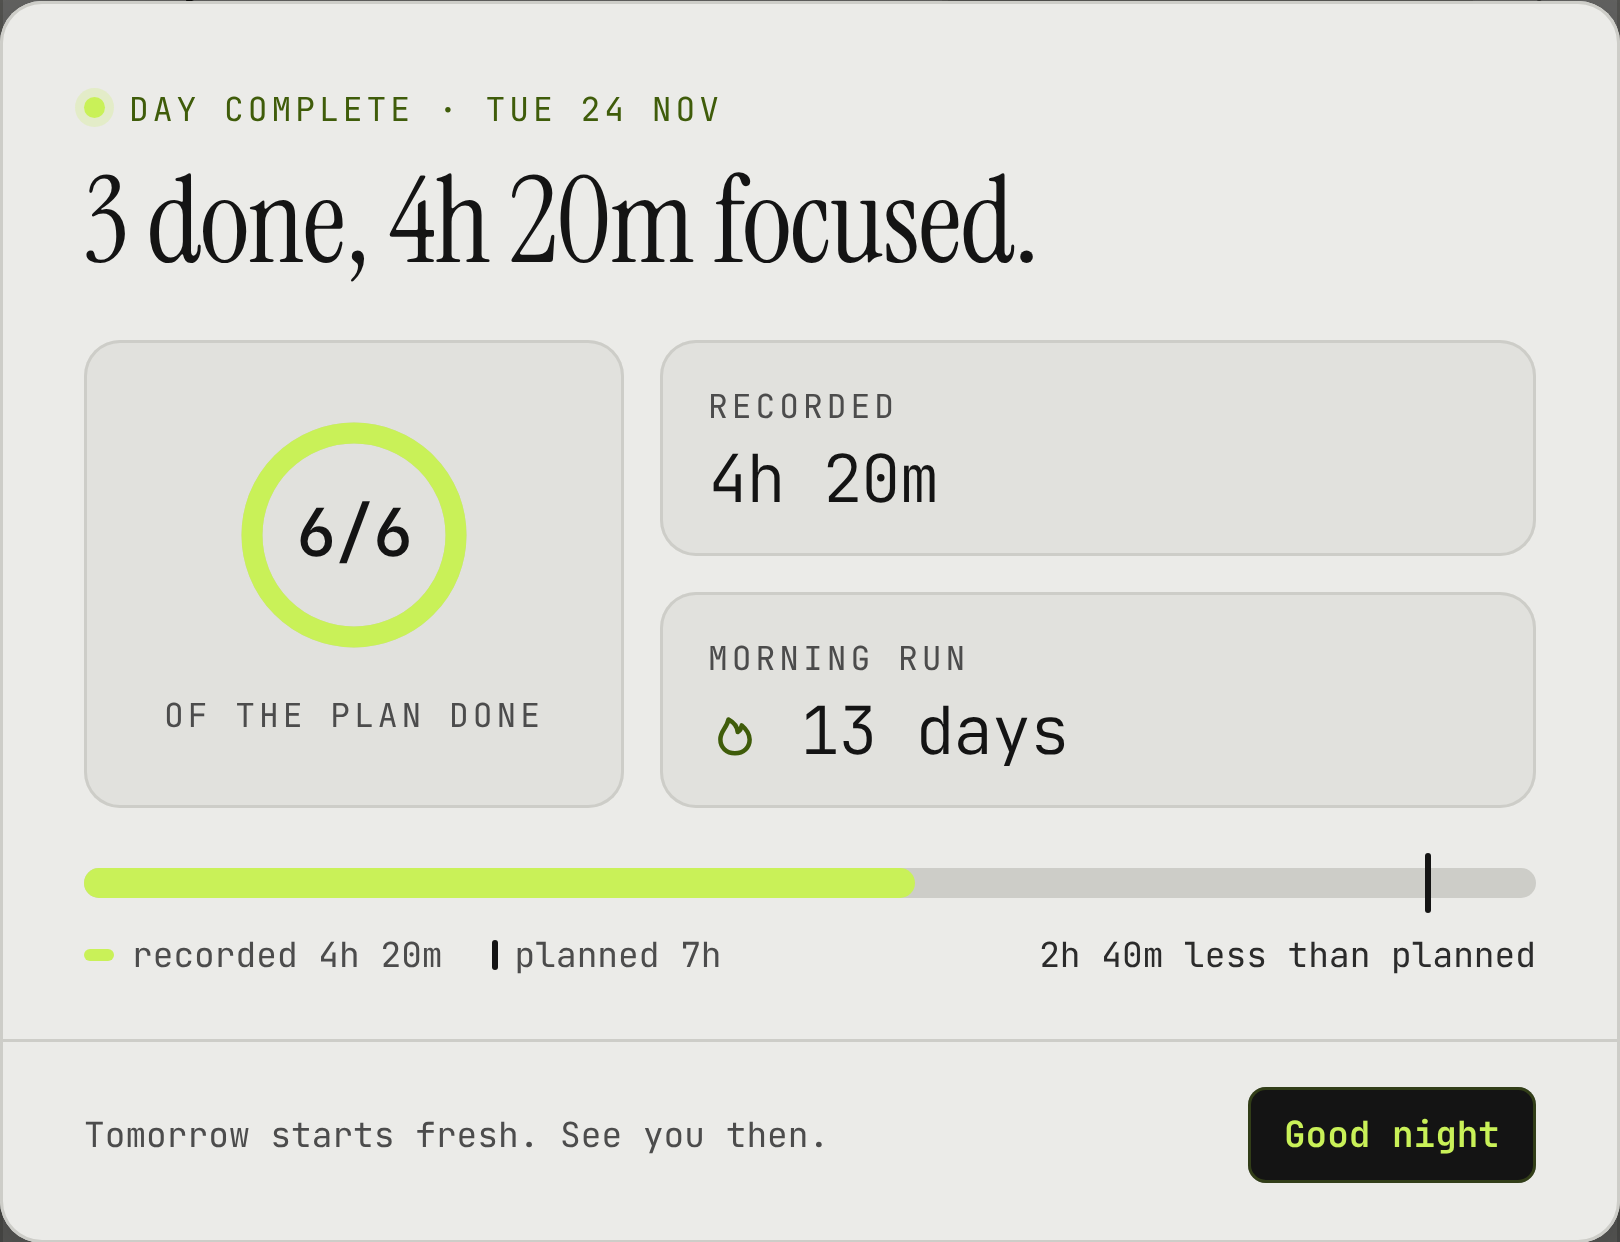 DAY COMPLETE · TUE 24 NOV
3 done, 4h 20m focused.
6/6
OF THE PLAN DONE
RECORDED
4h 20m
MORNING RUN
13 days
recorded 4h 20m
planned 7h
2h 40m less than planned
Tomorrow starts fresh. See you then.
Good night